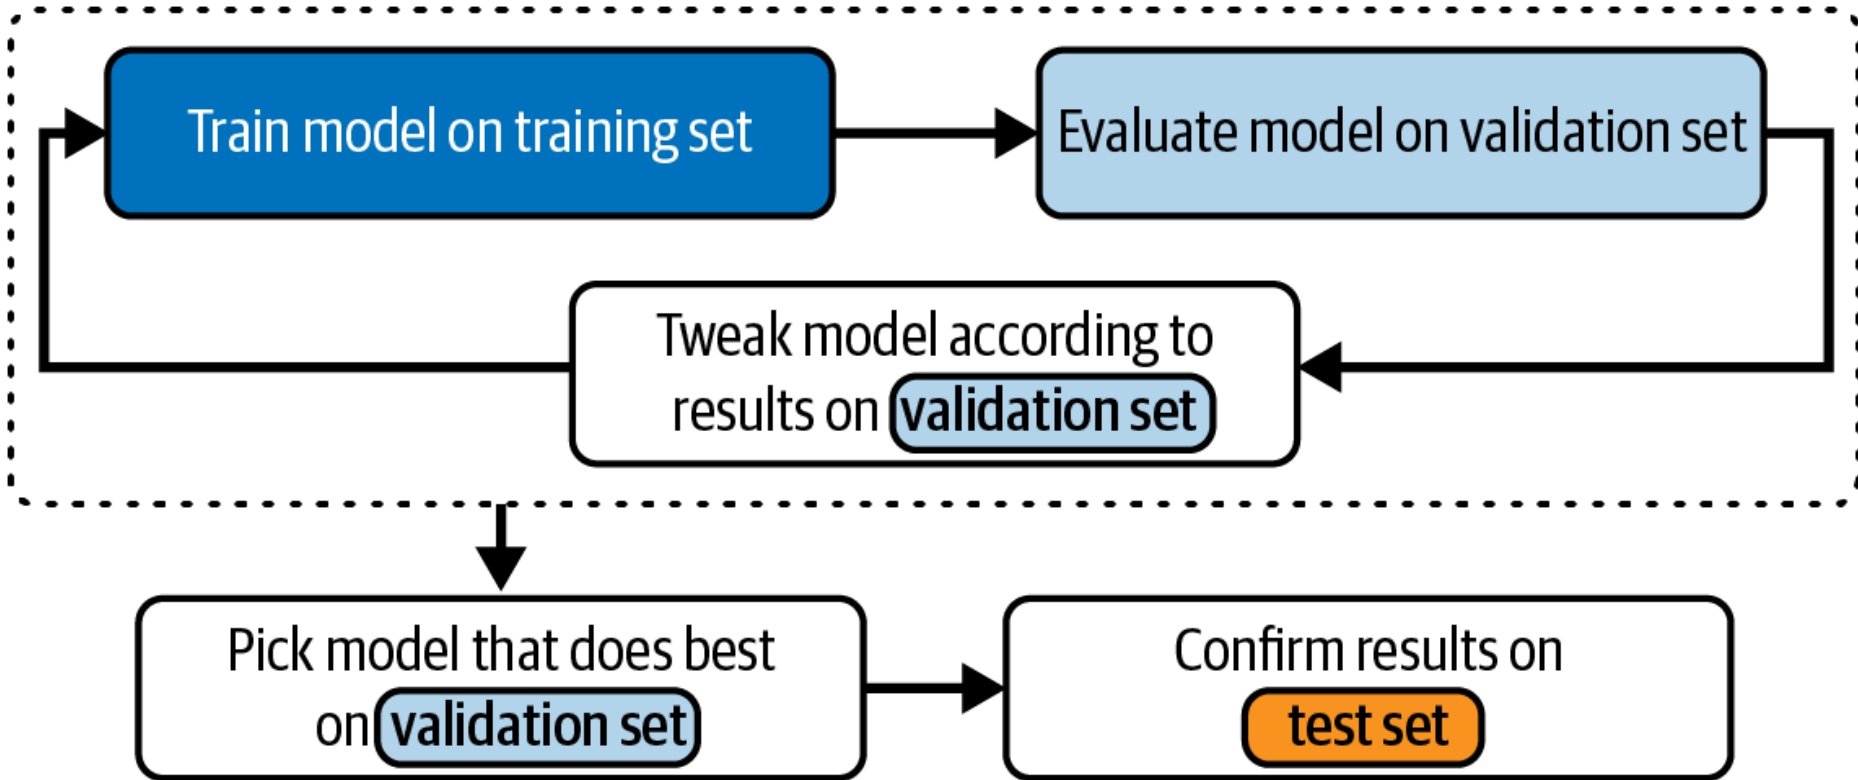 Train model on training set
Evaluate model on validation set
Tweak model according to
results on validation set
Pick model that does best
on validation set
Confirm results on
test set